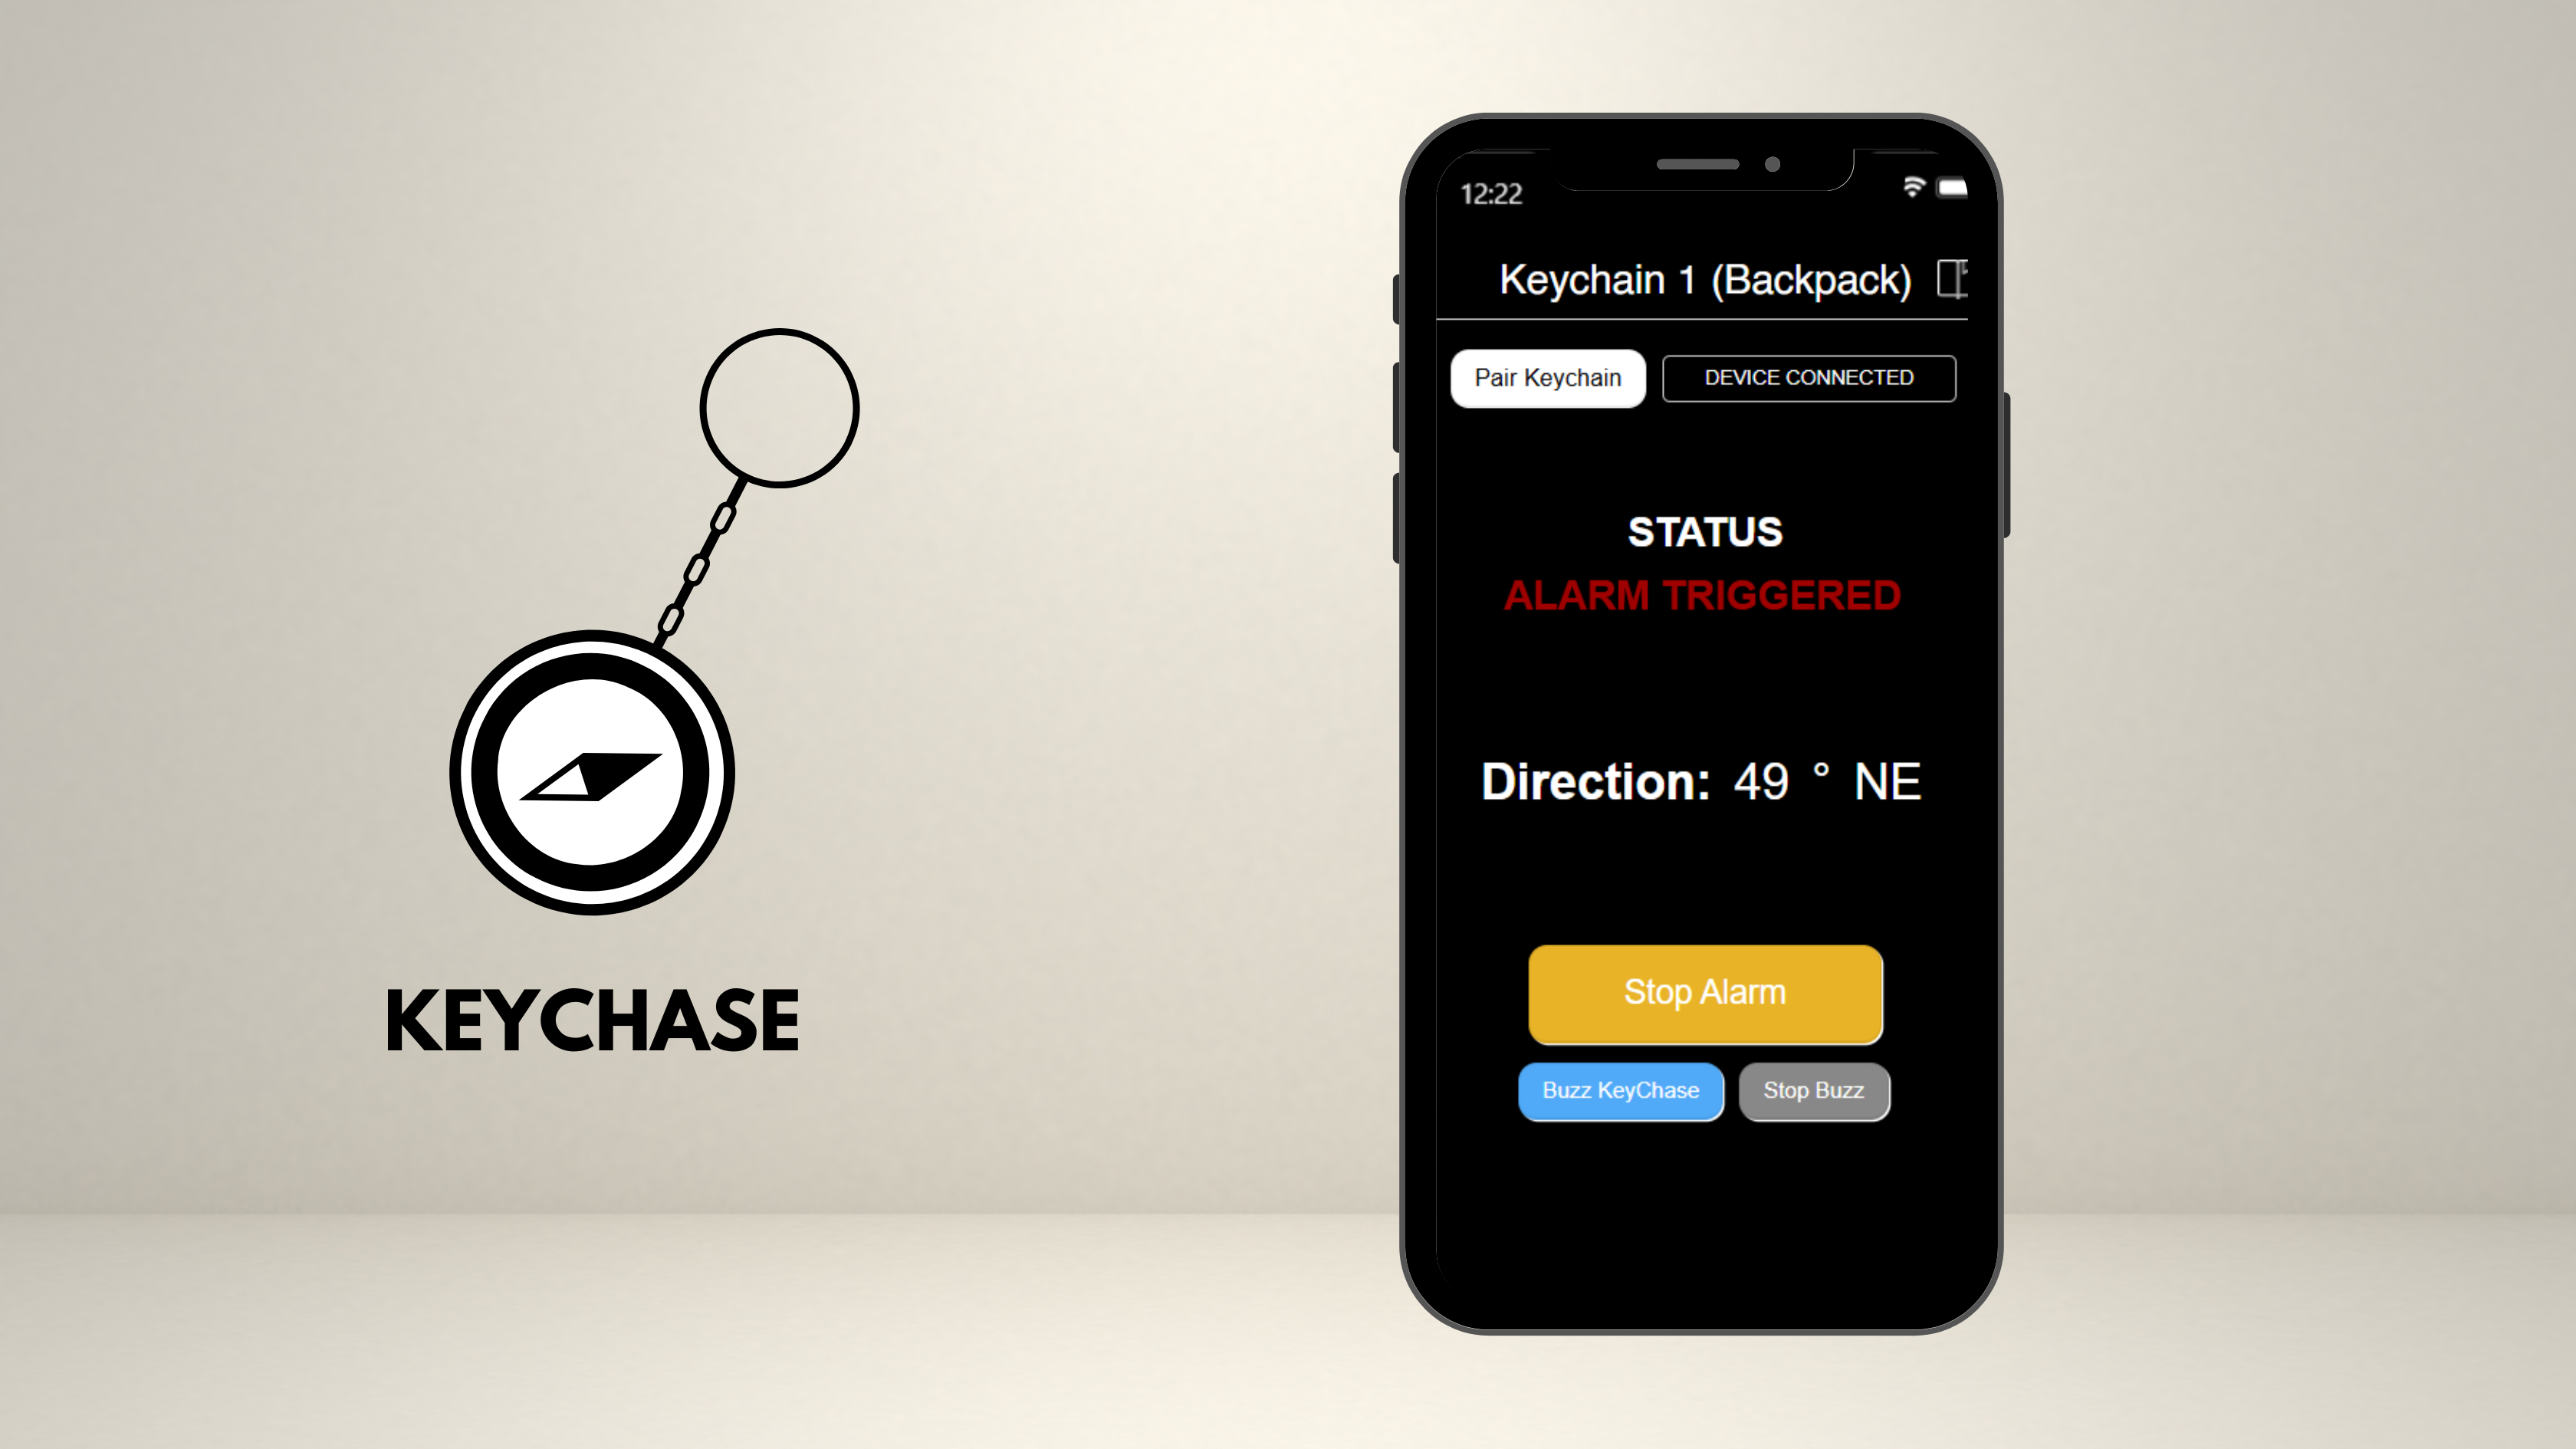 KEYCHASE
12:22
Keychain 1 (Backpack)
Pair Keychain
DEVICE CONNECTED
STATUS
ALARM TRIGGERED
Direction: 49 ° NE
Stop Alarm
Buzz KeyChase
Stop Buzz